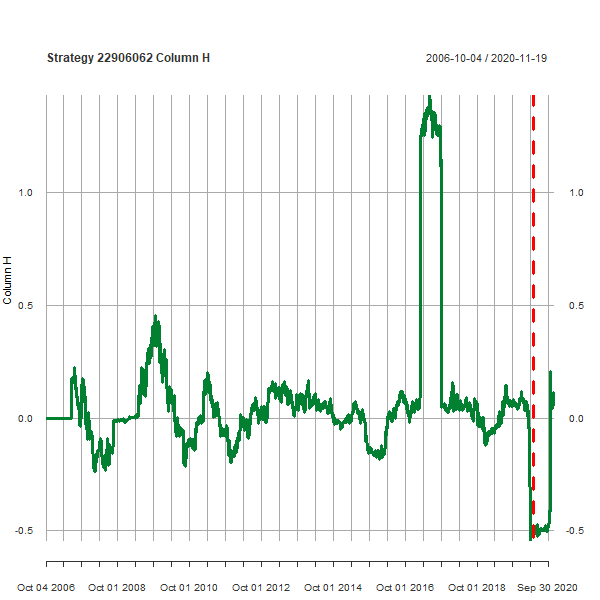 Strategy 22906062 Column H 2006-10-04 / 2020-11-19
1.0 1.0
Column H
0.5 0.5
0.0 0.0
-0.5 -0.5
Oct 04 2006 Oct 01 2008 Oct 01 2010 Oct 01 2012 Oct 01 2014 Oct 01 2016 Oct 01 2018 Sep 30 2020